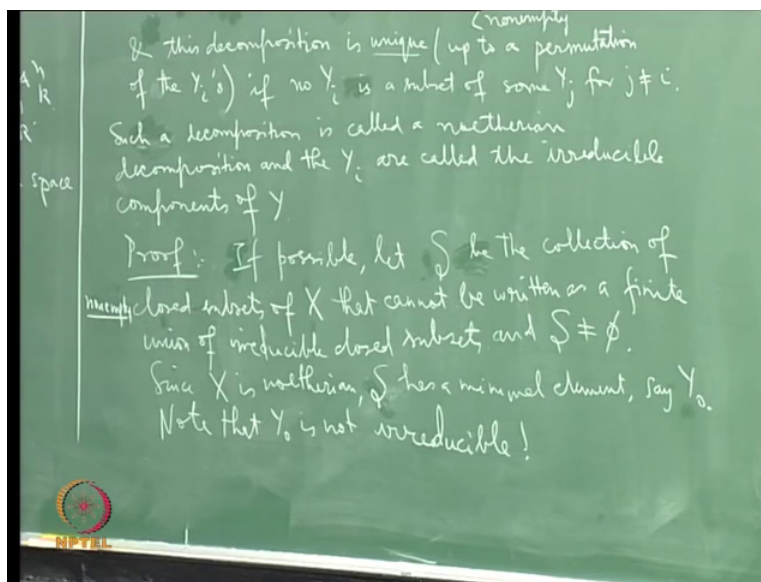 (nonempty
& this decomposition is unique (up to a permutation
of the Yi's) if no Yi is a subset of some Yj for j ≠ i.
Such a decomposition is called a noetherian
decomposition and the Yi are called the irreducible
components of Y.
Proof: If possible, let S be the collection of
nonempty closed subsets of X that cannot be written as a finite
union of irreducible closed subsets, and S ≠ ∅.
Since X is noetherian, S has a minimal element, say Y0.
Note that Y0 is not irreducible!
space
NPTEL